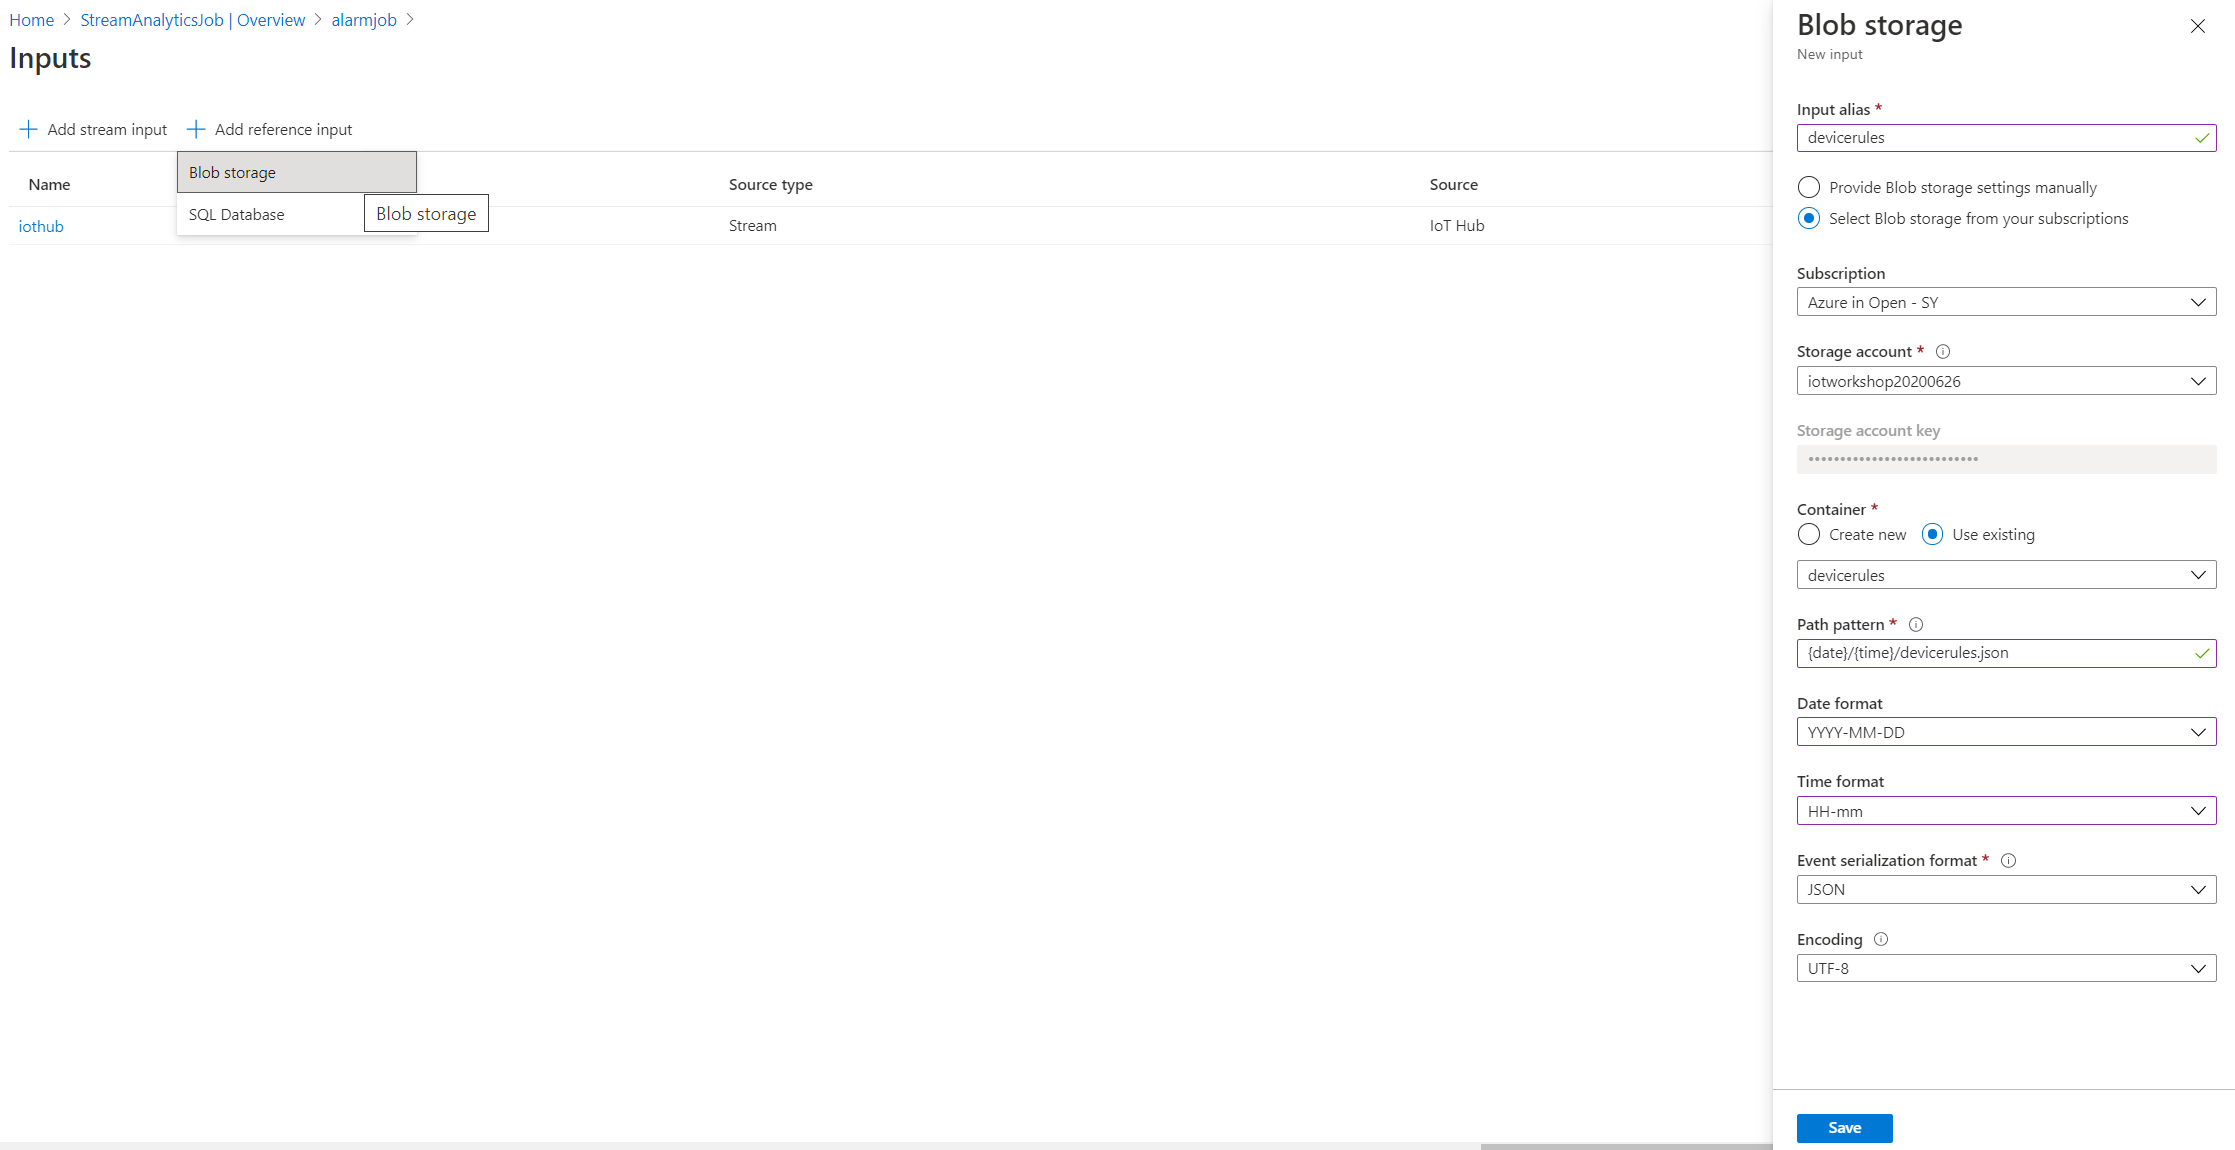 Home > StreamAnalyticsJob | Overview > alarmjob >
Inputs
Add stream input
Add reference input
Blob storage
SQL Database
Blob storage
Name
Source type
Source
iothub
Stream
IoT Hub
Blob storage
New input
Input alias *
devicerules
Provide Blob storage settings manually
Select Blob storage from your subscriptions
Subscription
Azure in Open - SY
Storage account *
iotworkshop20200626
Storage account key
•••••••••••••••••••••••••••
Container *
Create new
Use existing
devicerules
Path pattern *
{date}/{time}/devicerules.json
Date format
YYYY-MM-DD
Time format
HH-mm
Event serialization format *
JSON
Encoding
UTF-8
Save